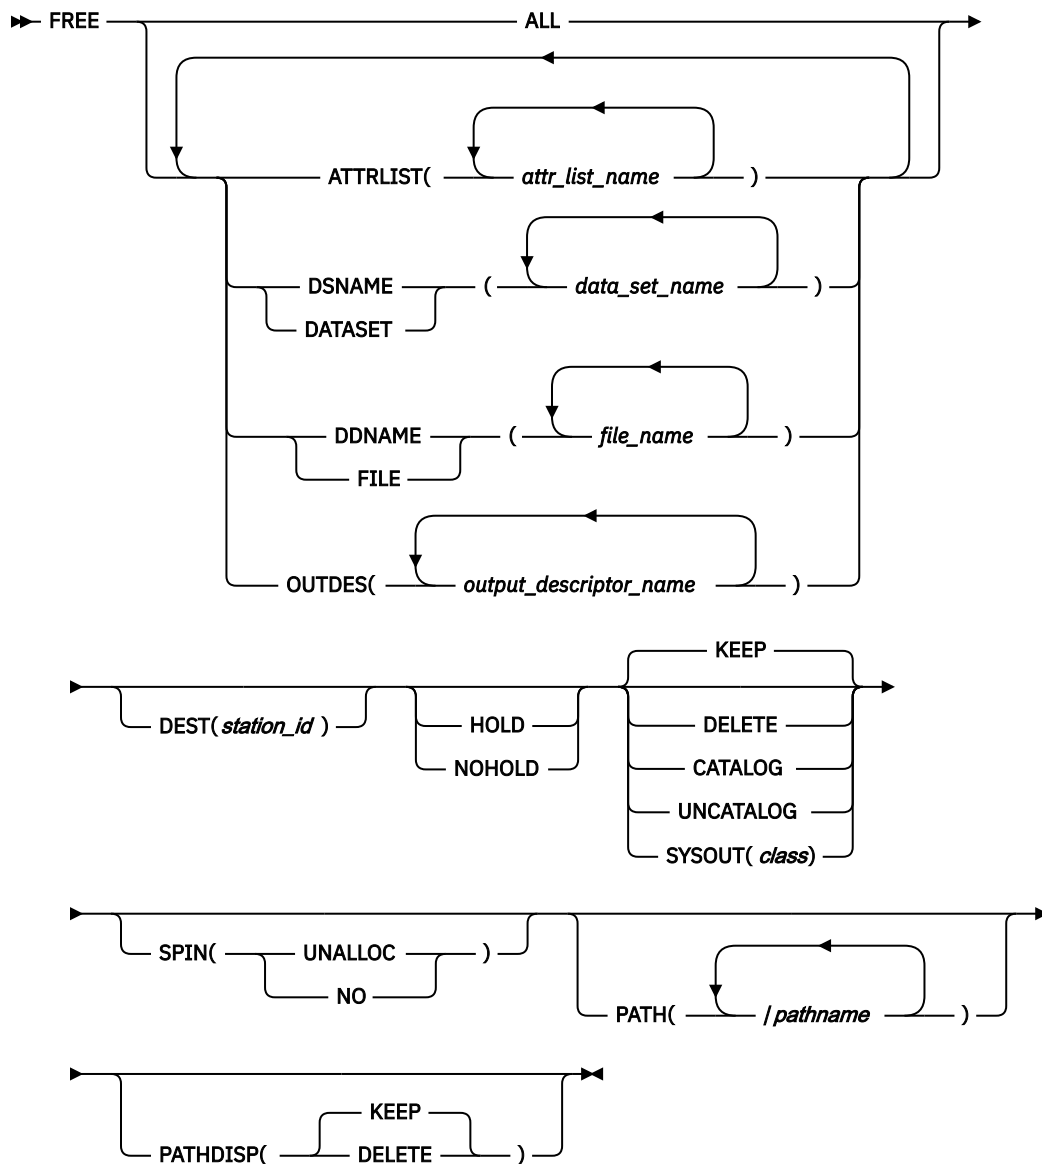 FREE ALL
ATTRLIST( attr_list_name )
DSNAME ( data_set_name )
DATASET
DDNAME ( file_name )
FILE
OUTDES( output_descriptor_name )
KEEP
DEST( station_id ) HOLD DELETE
NOHOLD CATALOG
UNCATALOG
SYSOUT( class)
SPIN( UNALLOC )
NO
PATH( /pathname )
KEEP
PATHDISP( DELETE )